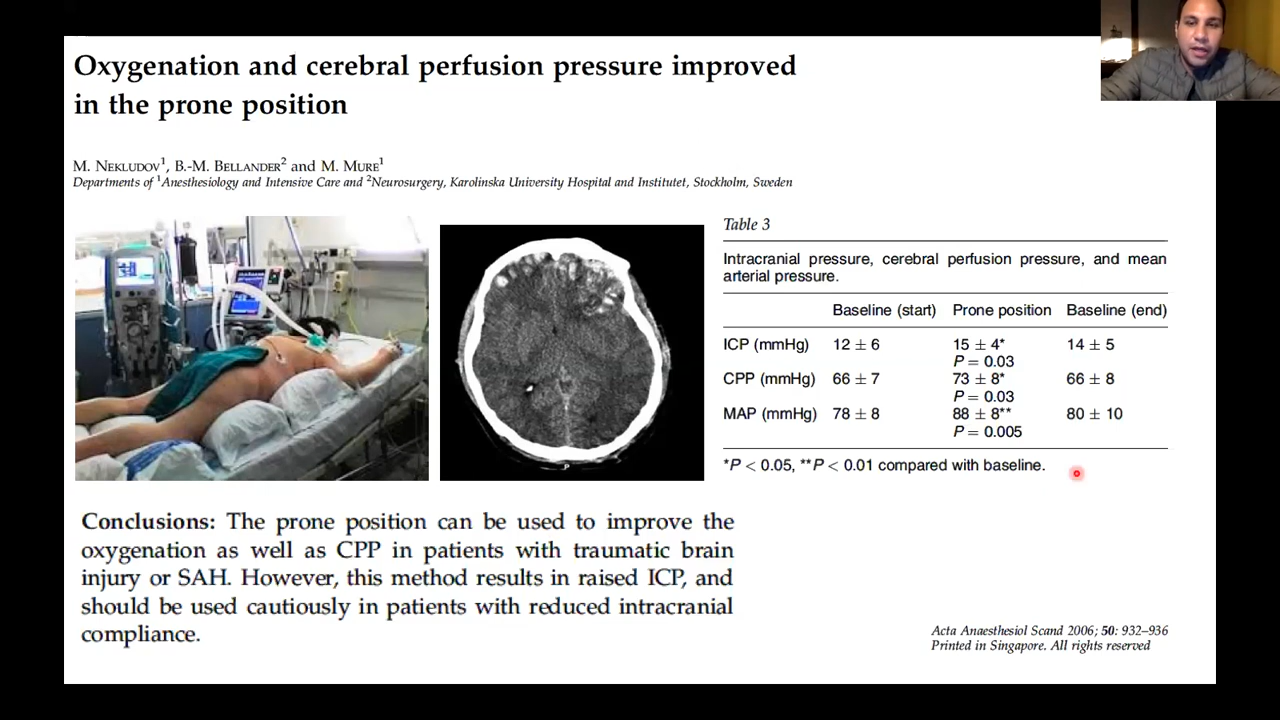 Oxygenation and cerebral perfusion pressure improved
in the prone position
M. NEKLUDOV¹, B.-M. BELLANDER² and M. MURE¹
Departments of ¹Anesthesiology and Intensive Care and ²Neurosurgery, Karolinska University Hospital and Institutet, Stockholm, Sweden
Table 3
Intracranial pressure, cerebral perfusion pressure, and mean
arterial pressure.
Baseline (start) Prone position Baseline (end)
ICP (mmHg) 12 ± 6 15 ± 4* 14 ± 5
P = 0.03
CPP (mmHg) 66 ± 7 73 ± 8* 66 ± 8
P = 0.03
MAP (mmHg) 78 ± 8 88 ± 8** 80 ± 10
P = 0.005
*P < 0.05, **P < 0.01 compared with baseline.
Conclusions: The prone position can be used to improve the
oxygenation as well as CPP in patients with traumatic brain
injury or SAH. However, this method results in raised ICP, and
should be used cautiously in patients with reduced intracranial
compliance.
Acta Anaesthesiol Scand 2006; 50: 932–936
Printed in Singapore. All rights reserved